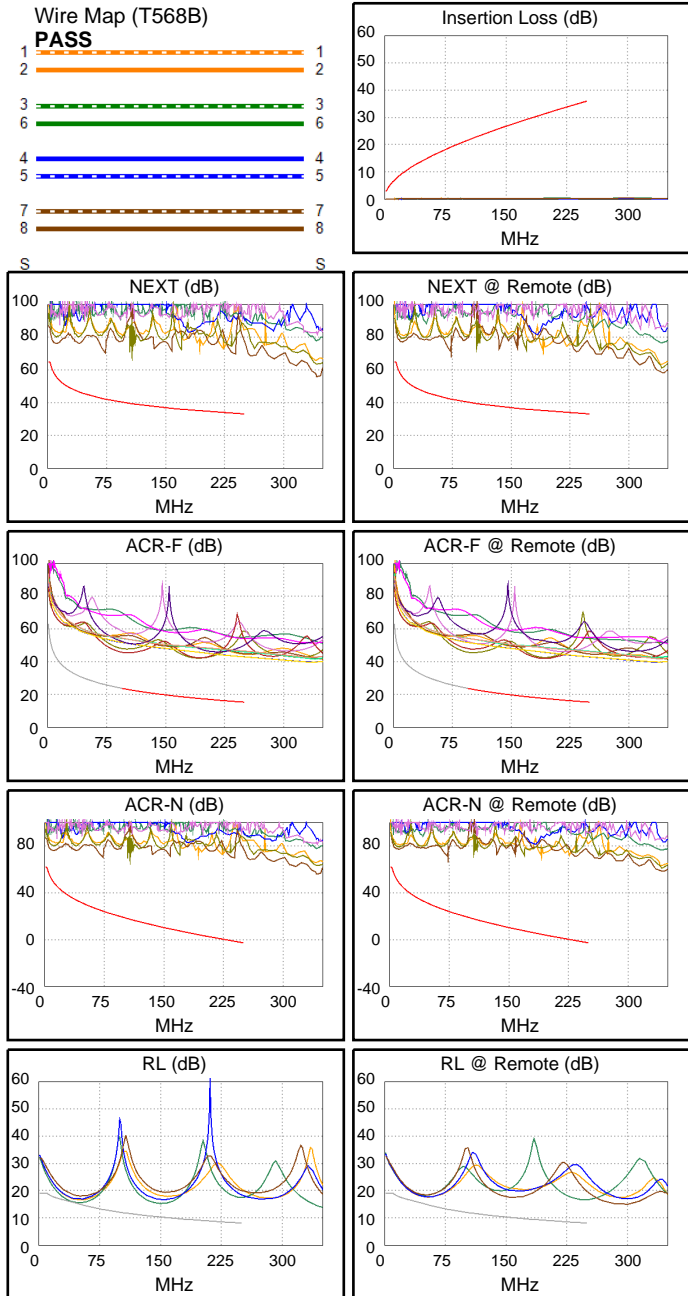 Wire Map (T568B)
PASS
1 1
2 2
3 3
6 6
4 4
5 5
7 7
8 8
S S
Insertion Loss (dB)
60
50
40
30
20
10
0
0 75 150 225 300
MHz
NEXT (dB)
100
80
60
40
20
0
0 75 150 225 300
MHz
NEXT @ Remote (dB)
100
80
60
40
20
0
0 75 150 225 300
MHz
ACR-F (dB)
100
80
60
40
20
0
0 75 150 225 300
MHz
ACR-F @ Remote (dB)
100
80
60
40
20
0
0 75 150 225 300
MHz
ACR-N (dB)
80
40
0
-40
0 75 150 225 300
MHz
ACR-N @ Remote (dB)
80
40
0
-40
0 75 150 225 300
MHz
RL (dB)
60
50
40
30
20
10
0
0 75 150 225 300
MHz
RL @ Remote (dB)
60
50
40
30
20
10
0
0 75 150 225 300
MHz